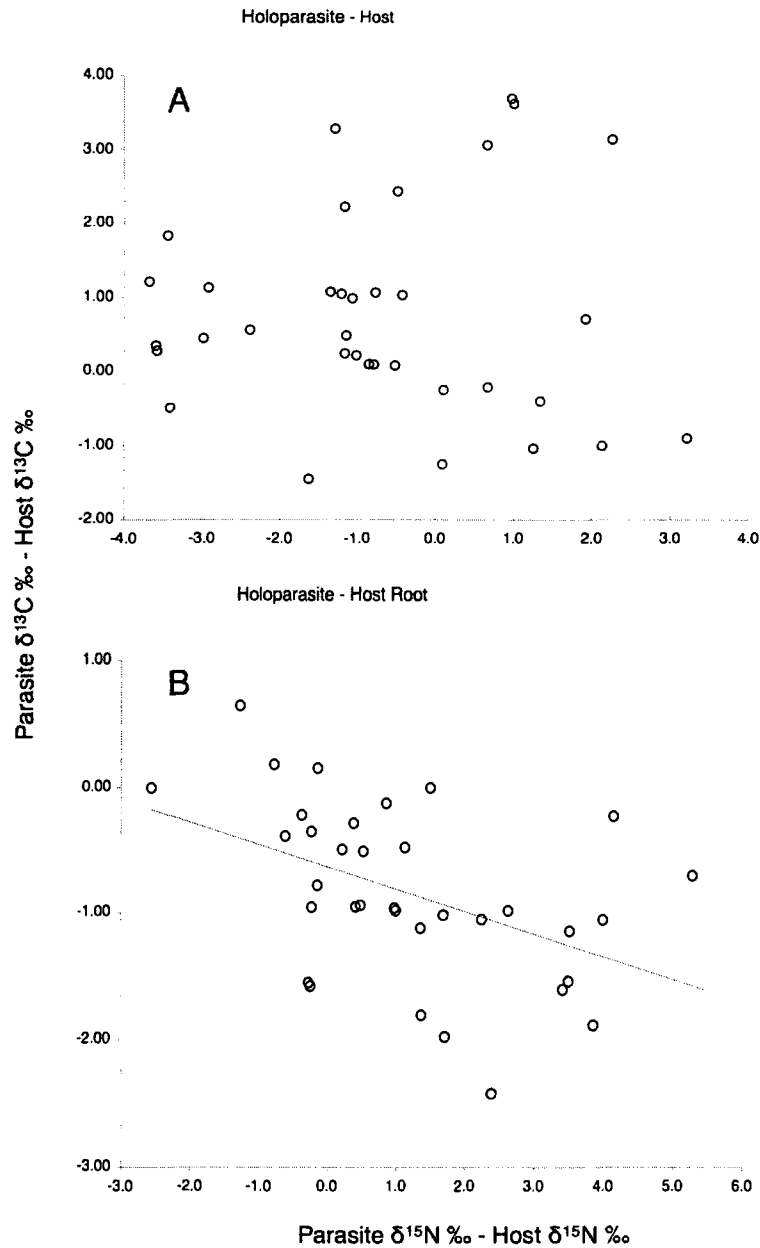 Holoparasite - Host
A
4.00
3.00
2.00
1.00
0.00
-1.00
-2.00
-4.0 -3.0 -2.0 -1.0 0.0 1.0 2.0 3.0 4.0
Parasite δ13C ‰ - Host δ13C ‰
Holoparasite - Host Root
B
1.00
0.00
-1.00
-2.00
-3.00
-3.0 -2.0 -1.0 0.0 1.0 2.0 3.0 4.0 5.0 6.0
Parasite δ15N ‰ - Host δ15N ‰